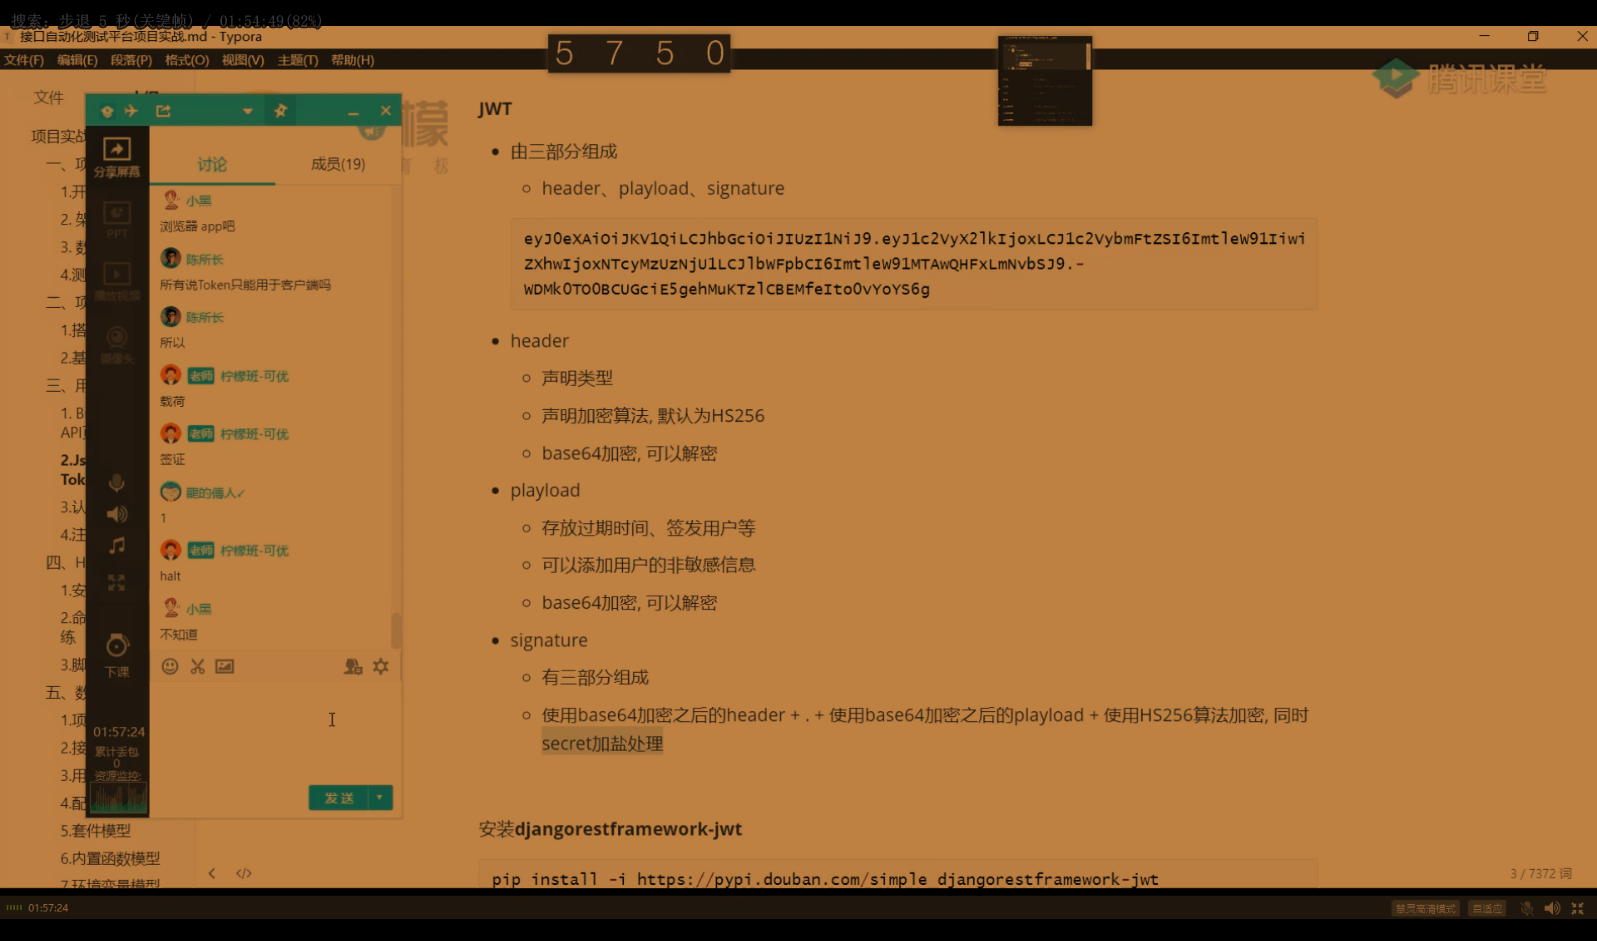 搜索: 步退 5 秒(关键帧) / 01:54:49(82%)
接口自动化测试平台项目实战.md - Typora
文件(F) 编辑(E) 段落(P) 格式(O) 视图(V) 主题(T) 帮助(H)
5 7 5 0
腾讯课堂
文件
项目实战
一、项
1.开
2. 架
3. 数
4.测
二、项
1.搭
2.基
三、用
1. B
API
2.Js
Tok
3.认
4.注
四、H
1.安
2.命
练
3.脚
五、数
1.项
2.接
3.用
4.配
5.套件模型
6.内置函数模型
7.环境变量模型
分享屏幕
PPT
播放视频
摄像头
下课
01:57:24
累计丢包
0
资源监控:
讨论 成员(19)
小黑
浏览器 app吧
陈所长
所有说Token只能用于客户端吗
陈所长
所以
老师 柠檬班-可优
载荷
老师 柠檬班-可优
签证
1
老师 柠檬班-可优
halt
小黑
不知道
发送
檬
JWT
由三部分组成
header、playload、signature
eyJ0eXAiOiJKV1QiLCJhbGciOiJIUzI1NiJ9.eyJ1c2VyX2lkIjoxLCJ1c2VybmFtZSI6ImtleW91Iiwi
ZXhwIjoxNTcyMzUzNjU1LCJlbWFpbCI6ImtleW91MTAwQHFxLmNvbSJ9.-
WDMk0TO0BCUGciE5gehMuKTzlCBEMfeIto0vYoYS6g
header
声明类型
声明加密算法, 默认为HS256
base64加密, 可以解密
playload
存放过期时间、签发用户等
可以添加用户的非敏感信息
base64加密, 可以解密
signature
有三部分组成
使用base64加密之后的header + . + 使用base64加密之后的playload + 使用HS256算法加密, 同时
secret加盐处理
安装djangorestframework-jwt
pip install -i https://pypi.douban.com/simple djangorestframework-jwt
3 / 7372 词
01:57:24
慧灵高清模式 自适应